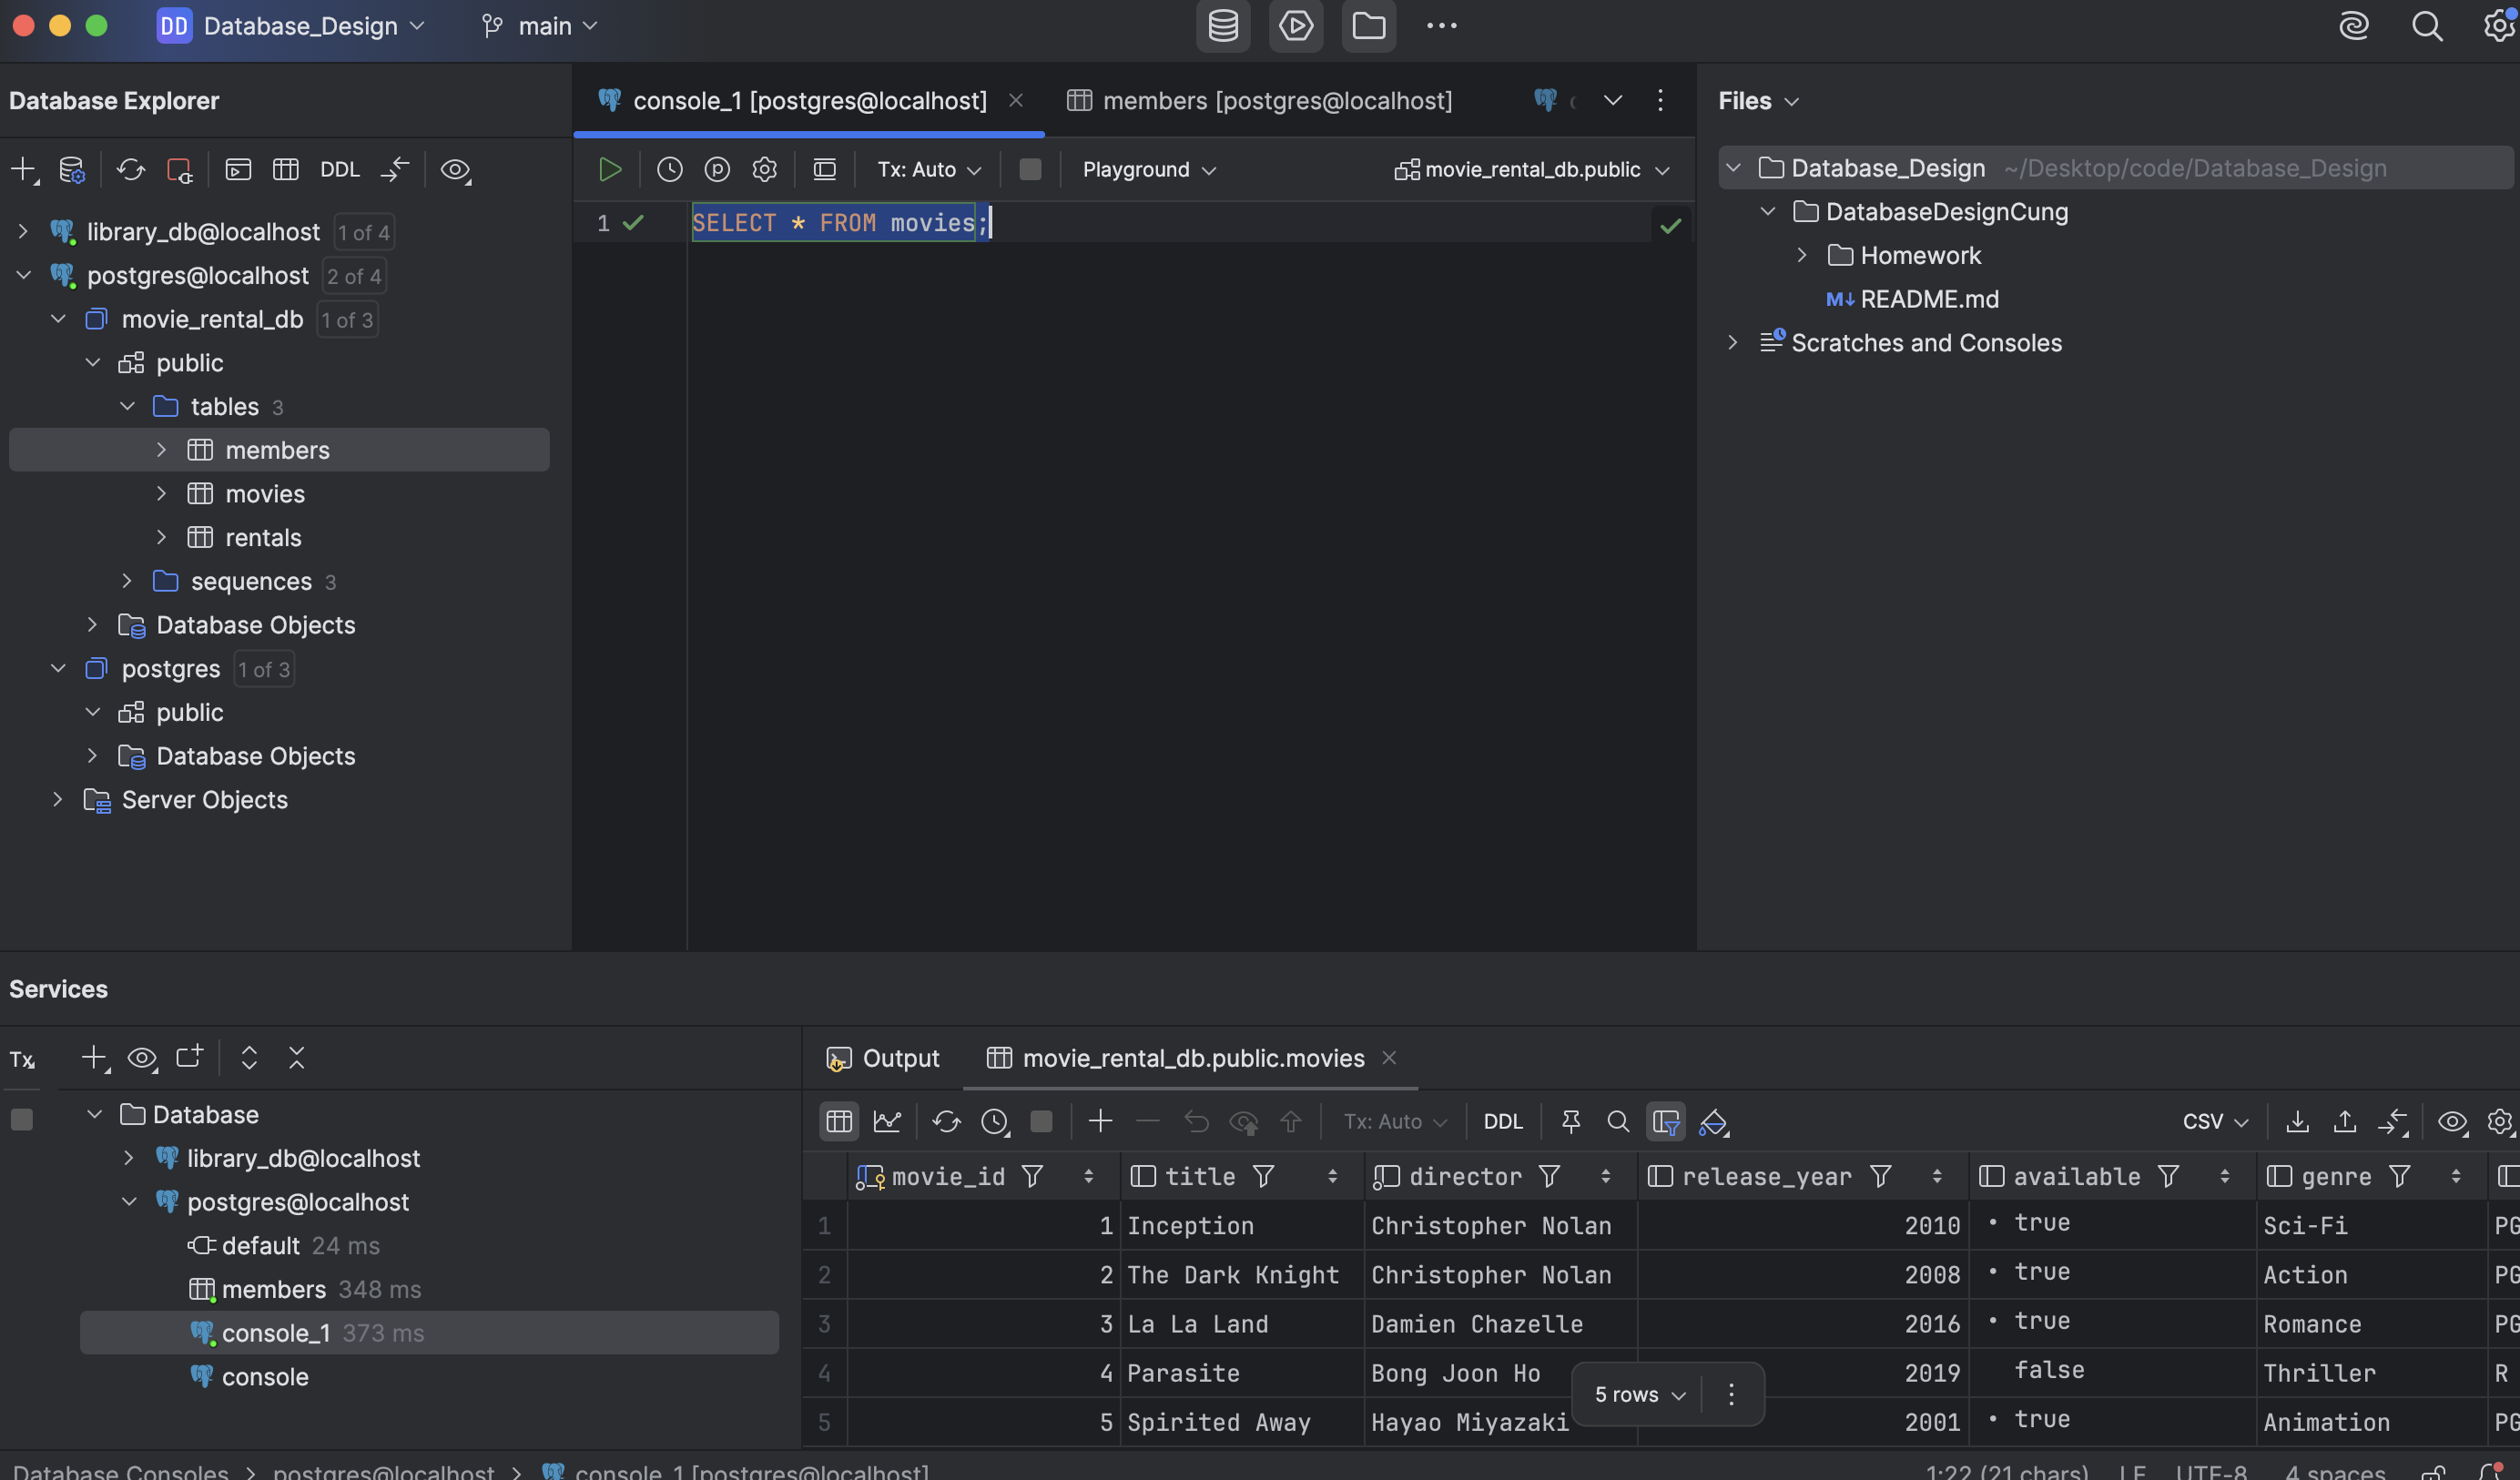 DD Database_Design main
Database Explorer
DDL
library_db@localhost 1 of 4
postgres@localhost 2 of 4
movie_rental_db 1 of 3
public
tables 3
members
movies
rentals
sequences 3
Database Objects
postgres 1 of 3
public
Database Objects
Server Objects
console_1 [postgres@localhost] members [postgres@localhost]
Tx: Auto Playground movie_rental_db.public
1 SELECT * FROM movies;
Files
Database_Design ~/Desktop/code/Database_Design
DatabaseDesignCung
Homework
M↓ README.md
Scratches and Consoles
Services
Tx
Database
library_db@localhost
postgres@localhost
default 24 ms
members 348 ms
console_1 373 ms
console
Output movie_rental_db.public.movies
Tx: Auto DDL CSV
movie_id title director release_year available genre
1 1 Inception Christopher Nolan 2010 • true Sci-Fi PG
2 2 The Dark Knight Christopher Nolan 2008 • true Action PG
3 3 La La Land Damien Chazelle 2016 • true Romance PG
4 4 Parasite Bong Joon Ho 2019 false Thriller R
5 5 Spirited Away Hayao Miyazaki 2001 • true Animation PG
5 rows
Database Consoles > postgres@localhost > console_1 [postgres@localhost] 1:22 (21 chars) LF UTF-8 4 spaces